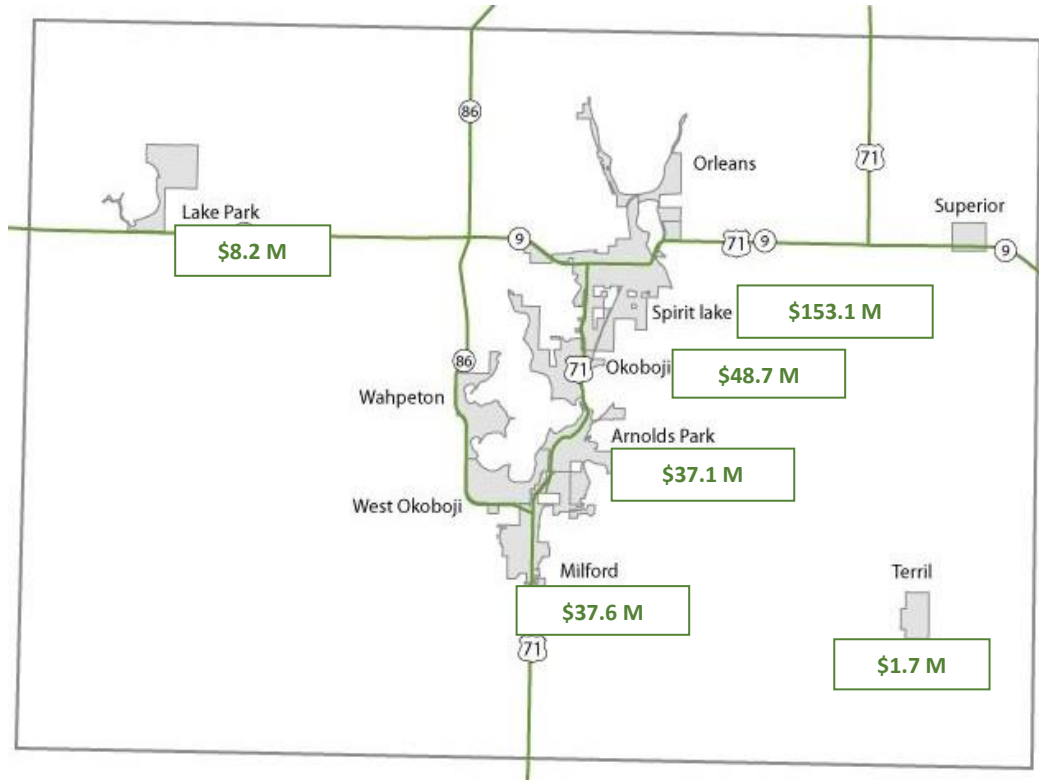 86
71
Orleans
Lake Park
Superior
$8.2 M
9
71
9
9
Spirit lake
$153.1 M
86
71
Okoboji
$48.7 M
Wahpeton
Arnolds Park
$37.1 M
West Okoboji
Milford
Terril
$37.6 M
71
$1.7 M